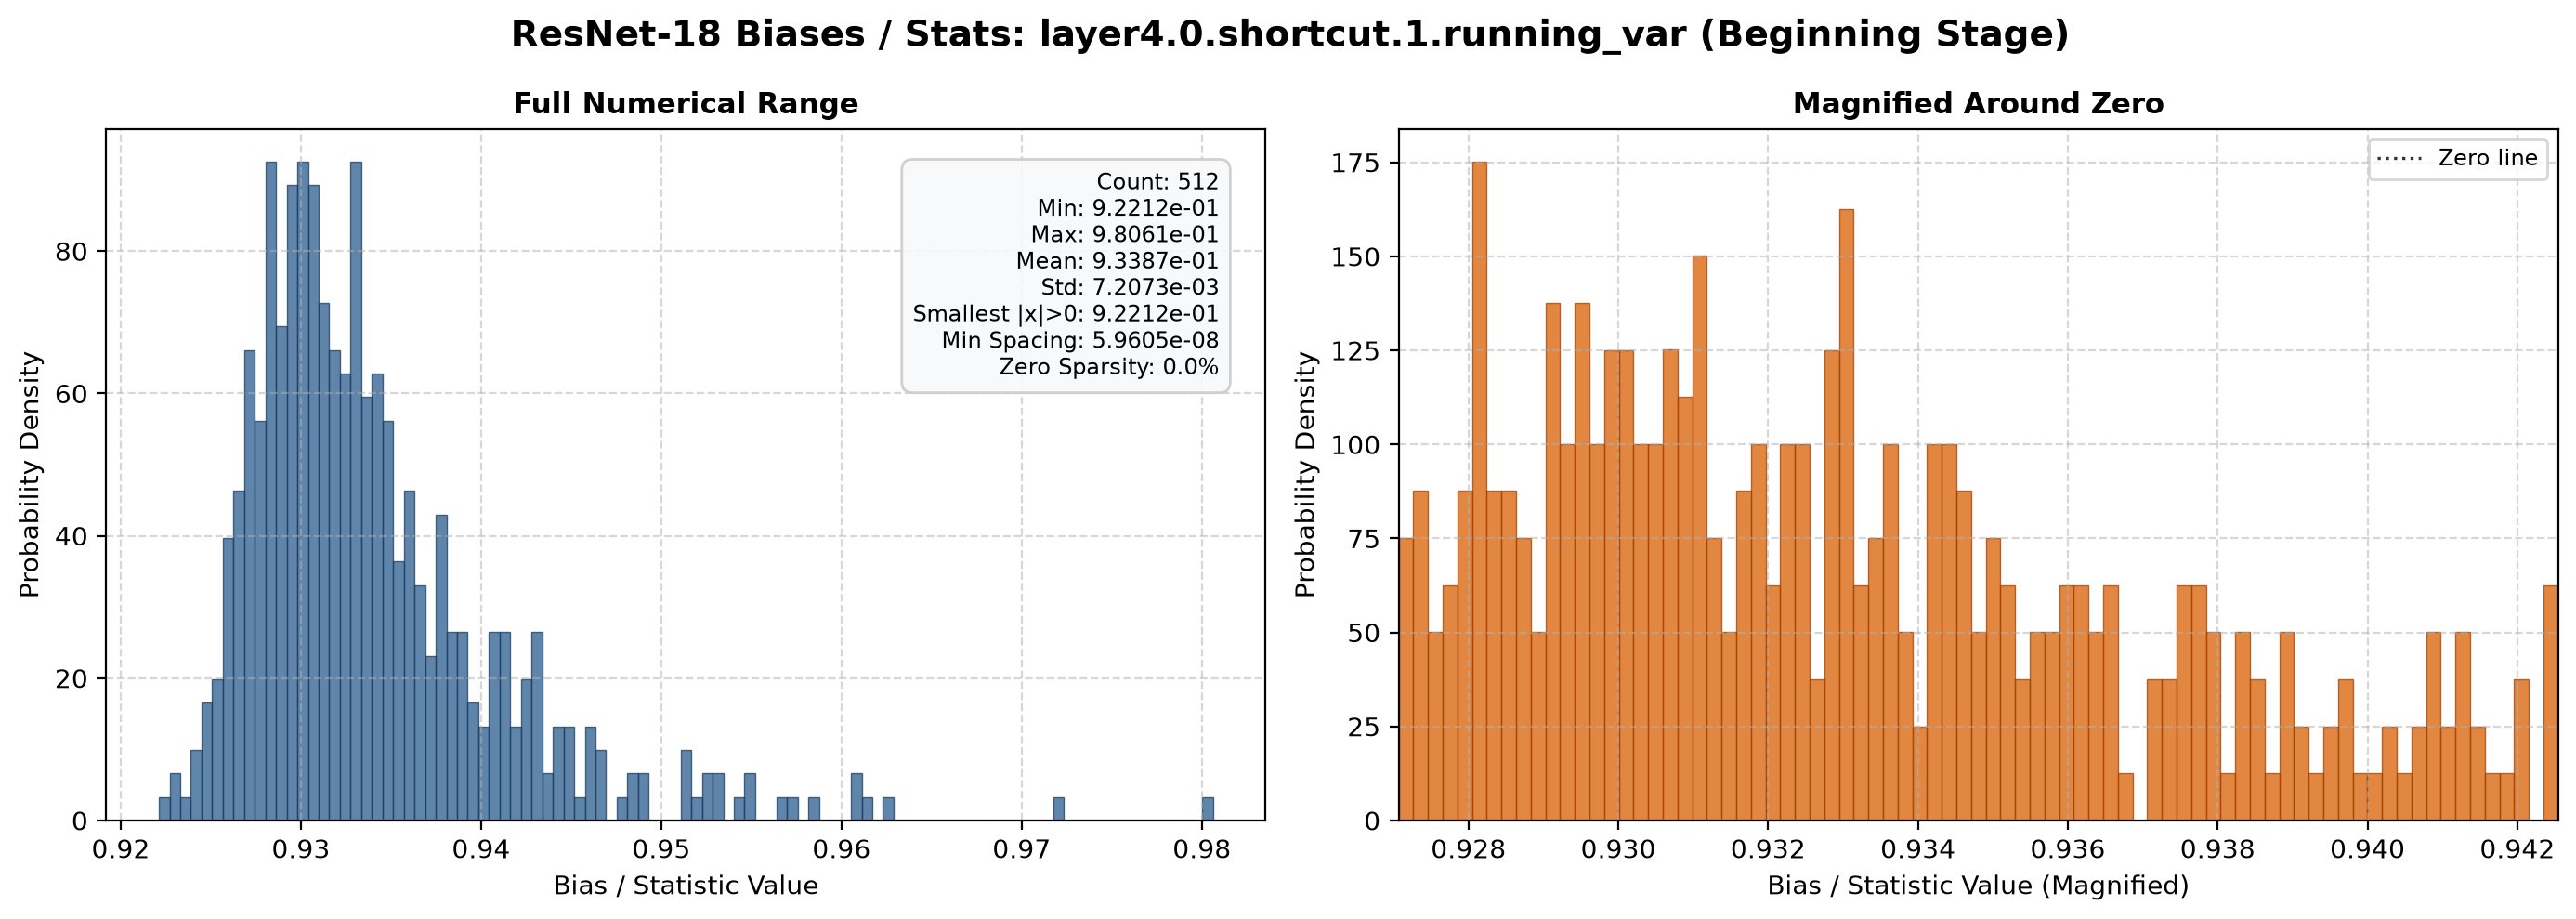 ResNet-18 Biases / Stats: layer4.0.shortcut.1.running_var (Beginning Stage)
Full Numerical Range
Probability Density
80
60
40
20
0
Count: 512
Min: 9.2212e-01
Max: 9.8061e-01
Mean: 9.3387e-01
Std: 7.2073e-03
Smallest |x|>0: 9.2212e-01
Min Spacing: 5.9605e-08
Zero Sparsity: 0.0%
0.92 0.93 0.94 0.95 0.96 0.97 0.98
Bias / Statistic Value
Magnified Around Zero
Probability Density
175
150
125
100
75
50
25
0
Zero line
0.928 0.930 0.932 0.934 0.936 0.938 0.940 0.942
Bias / Statistic Value (Magnified)